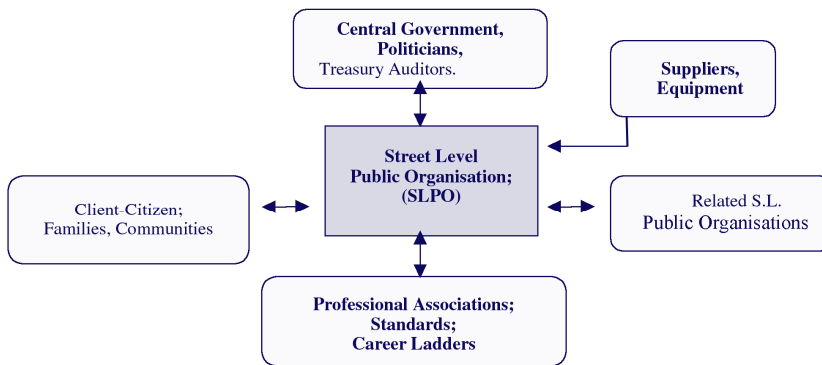 Central Government,
Politicians,
Treasury Auditors.
Suppliers,
Equipment
Street Level
Public Organisation;
(SLPO)
Client-Citizen;
Families, Communities
Related S.L.
Public Organisations
Professional Associations;
Standards;
Career Ladders